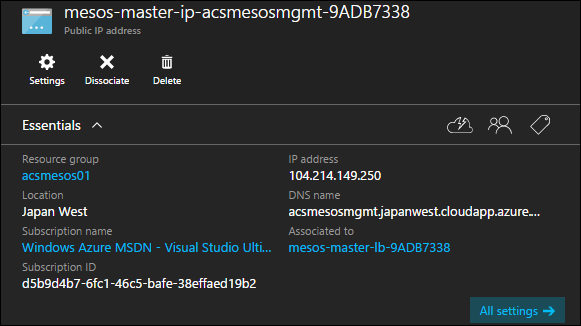 mesos-master-ip-acsmesosmgmt-9ADB7338
Public IP address
Settings Dissociate Delete
Essentials
Resource group
acsmesos01
Location
Japan West
Subscription name
Windows Azure MSDN - Visual Studio Ulti...
Subscription ID
d5b9d4b7-6fc1-46c5-bafe-38effaed19b2
IP address
104.214.149.250
DNS name
acsmesosmgmt.japanwest.cloudapp.azure....
Associated to
mesos-master-lb-9ADB7338
All settings →